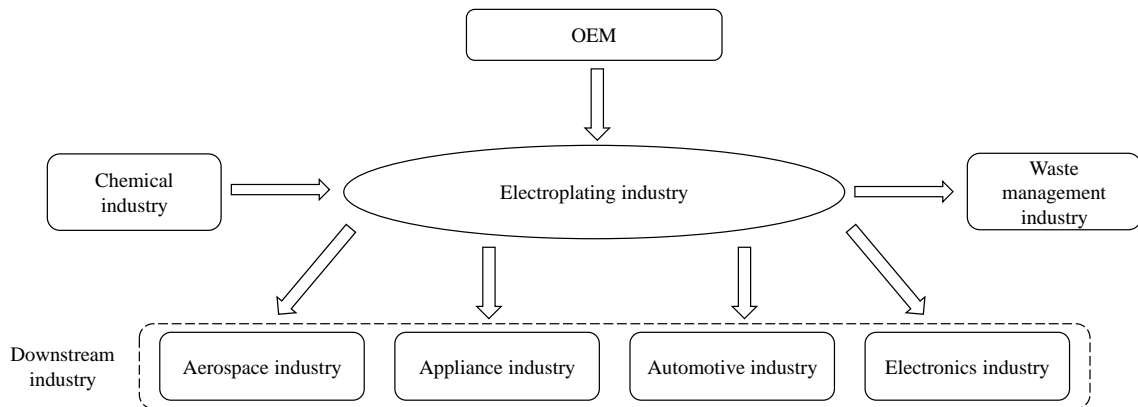 OEM
Chemical
industry
Electroplating industry
Waste
management
industry
Downstream
industry
Aerospace industry
Appliance industry
Automotive industry
Electronics industry